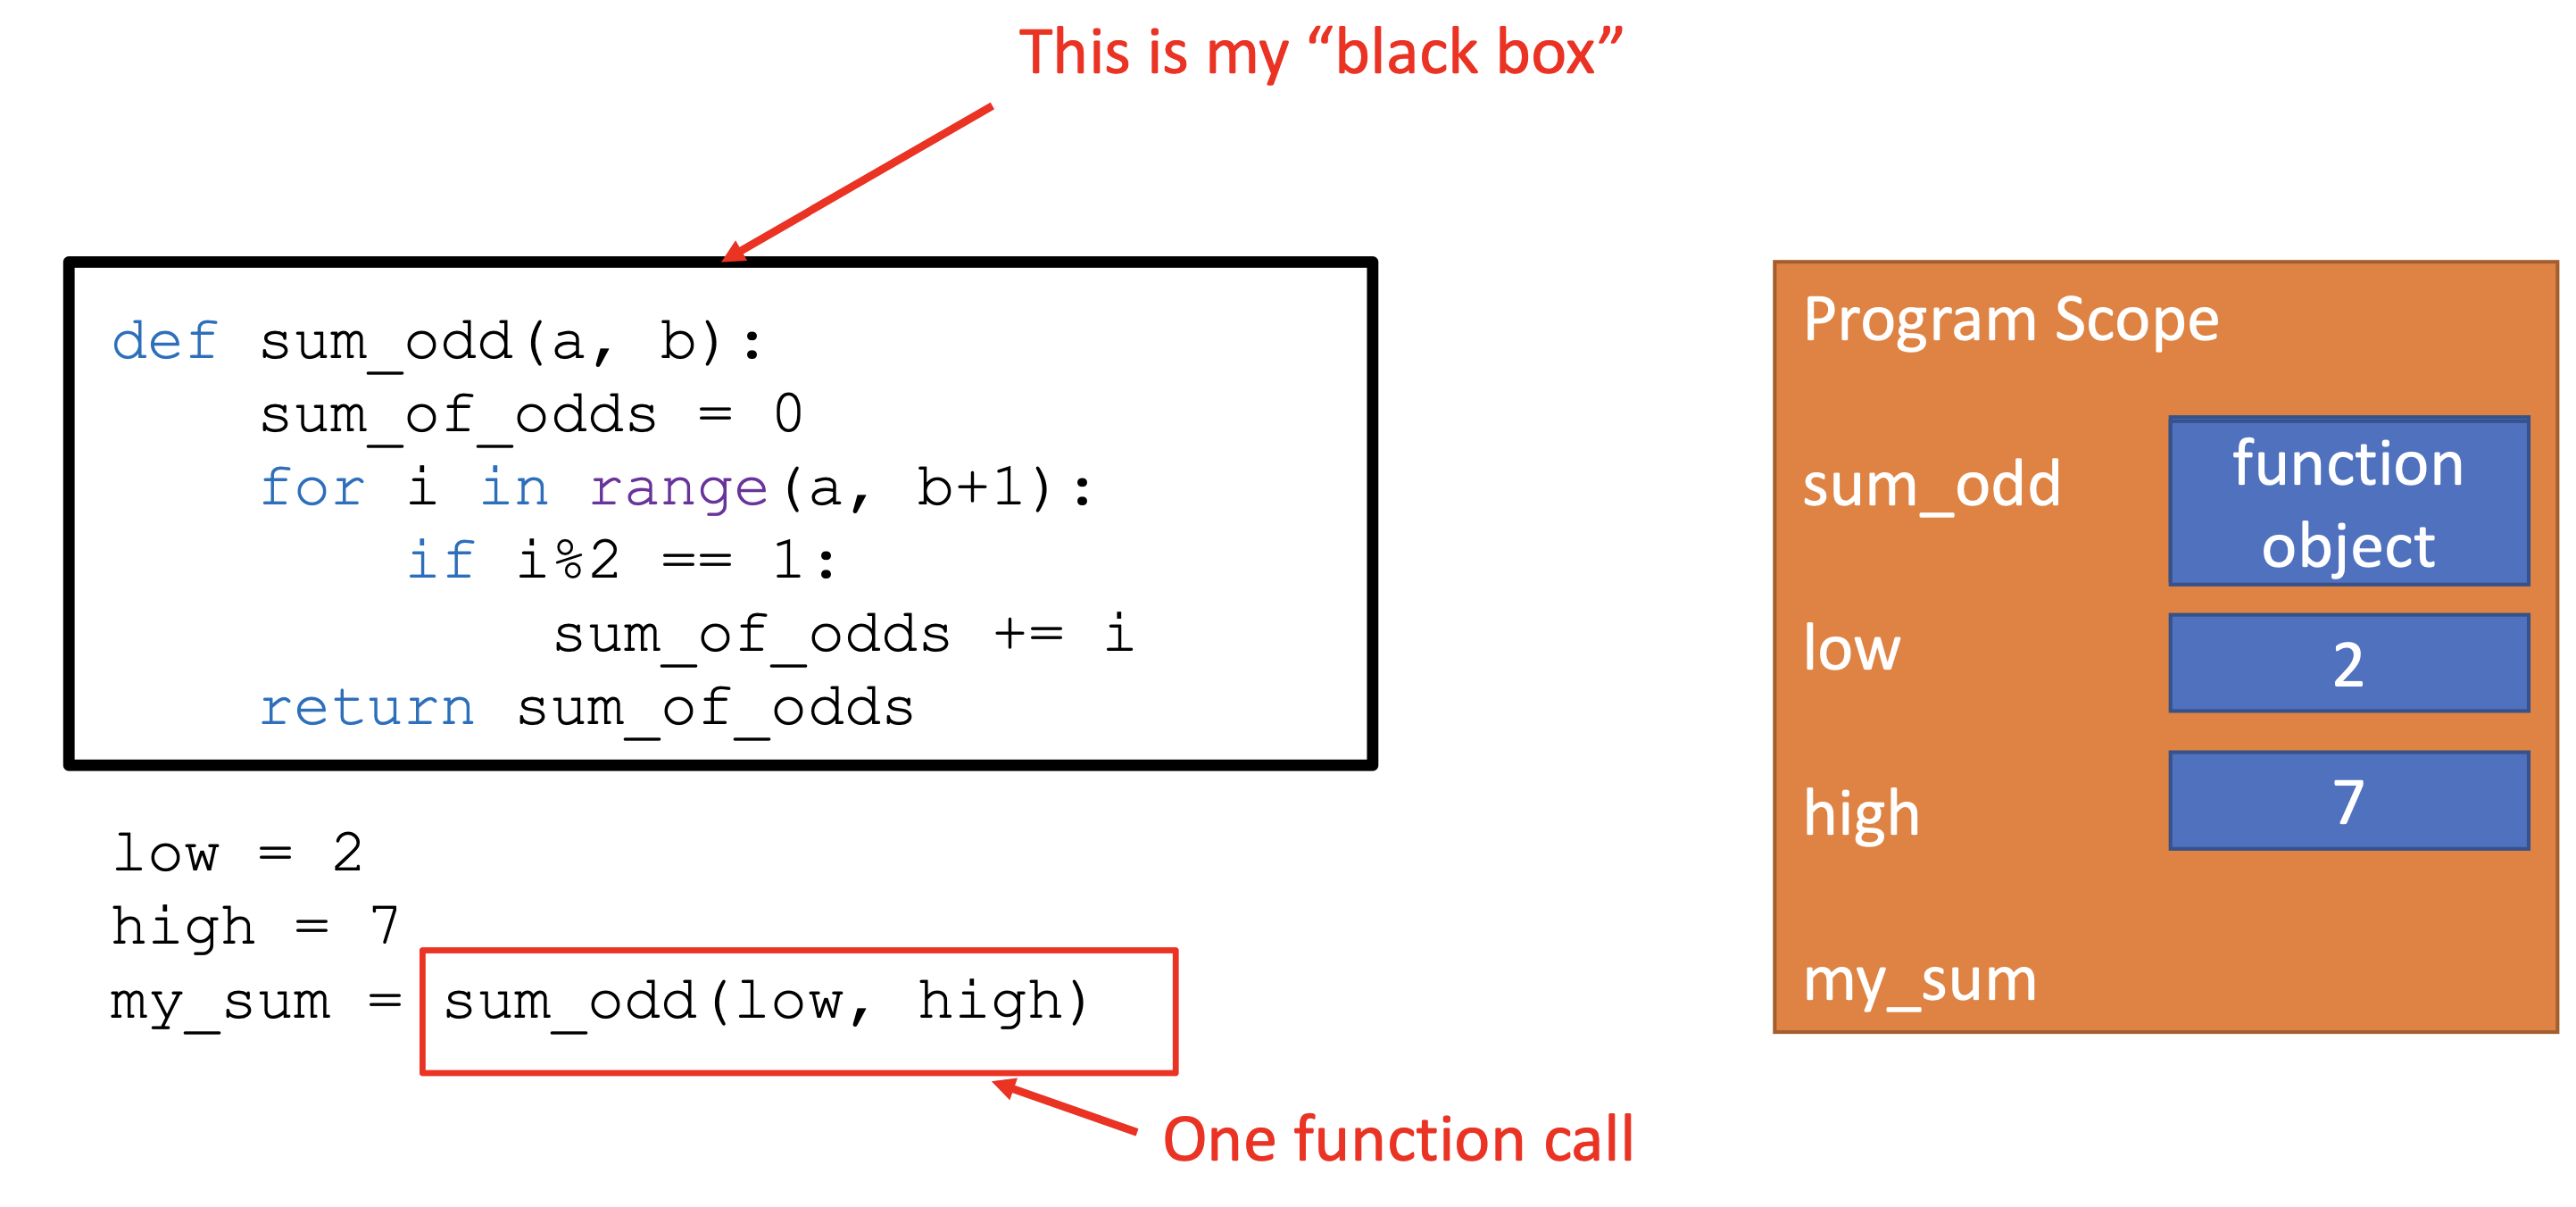 This is my “black box”
def sum_odd(a, b):
    sum_of_odds = 0
    for i in range(a, b+1):
        if i%2 == 1:
            sum_of_odds += i
    return sum_of_odds
low = 2
high = 7
my_sum = sum_odd(low, high)
One function call
Program Scope
sum_odd
function
object
low
2
high
7
my_sum